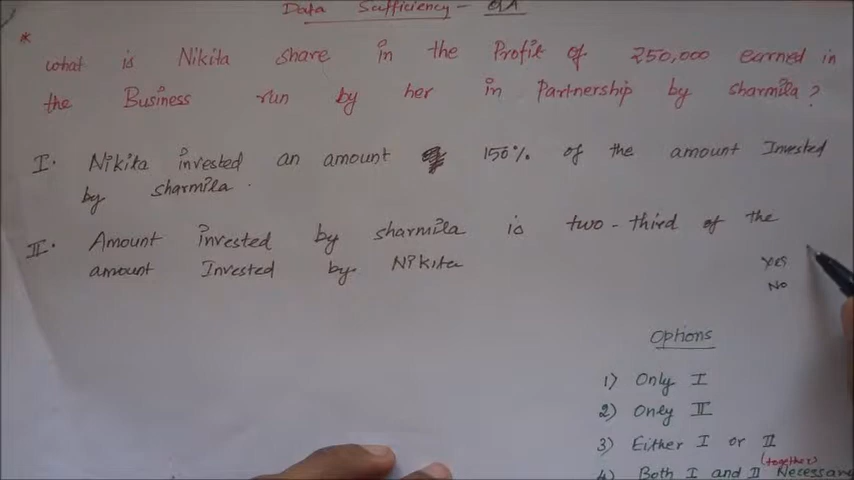 Data Sufficiency - Q/A
* what is Nikita share in the Profit of 250,000 earned in
the Business run by her in Partnership by sharmila ?
I. Nikita invested an amount 150% of the amount Invested
by sharmila.
II. Amount invested by sharmila is two-third of the
amount Invested by Nikita
YES
NO
Options
1) Only I
2) Only II
3) Either I or II
(together)
4) Both I and II Necessary